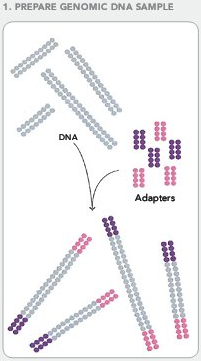 1. PREPARE GENOMIC DNA SAMPLE
DNA
Adapters